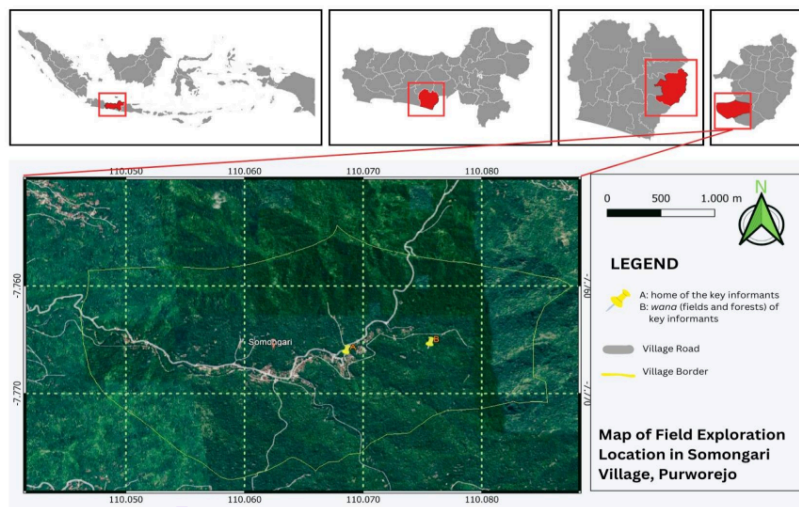 110.050
110.060
110.070
110.080
-7.760
-7.760
Somongari
A
B
-7.770
-7.770
110.050
110.060
110.070
110.080
0 500 1.000 m
N
LEGEND
A: home of the key informants
B: wana (fields and forests) of
key informants
Village Road
Village Border
Map of Field Exploration
Location in Somongari
Village, Purworejo